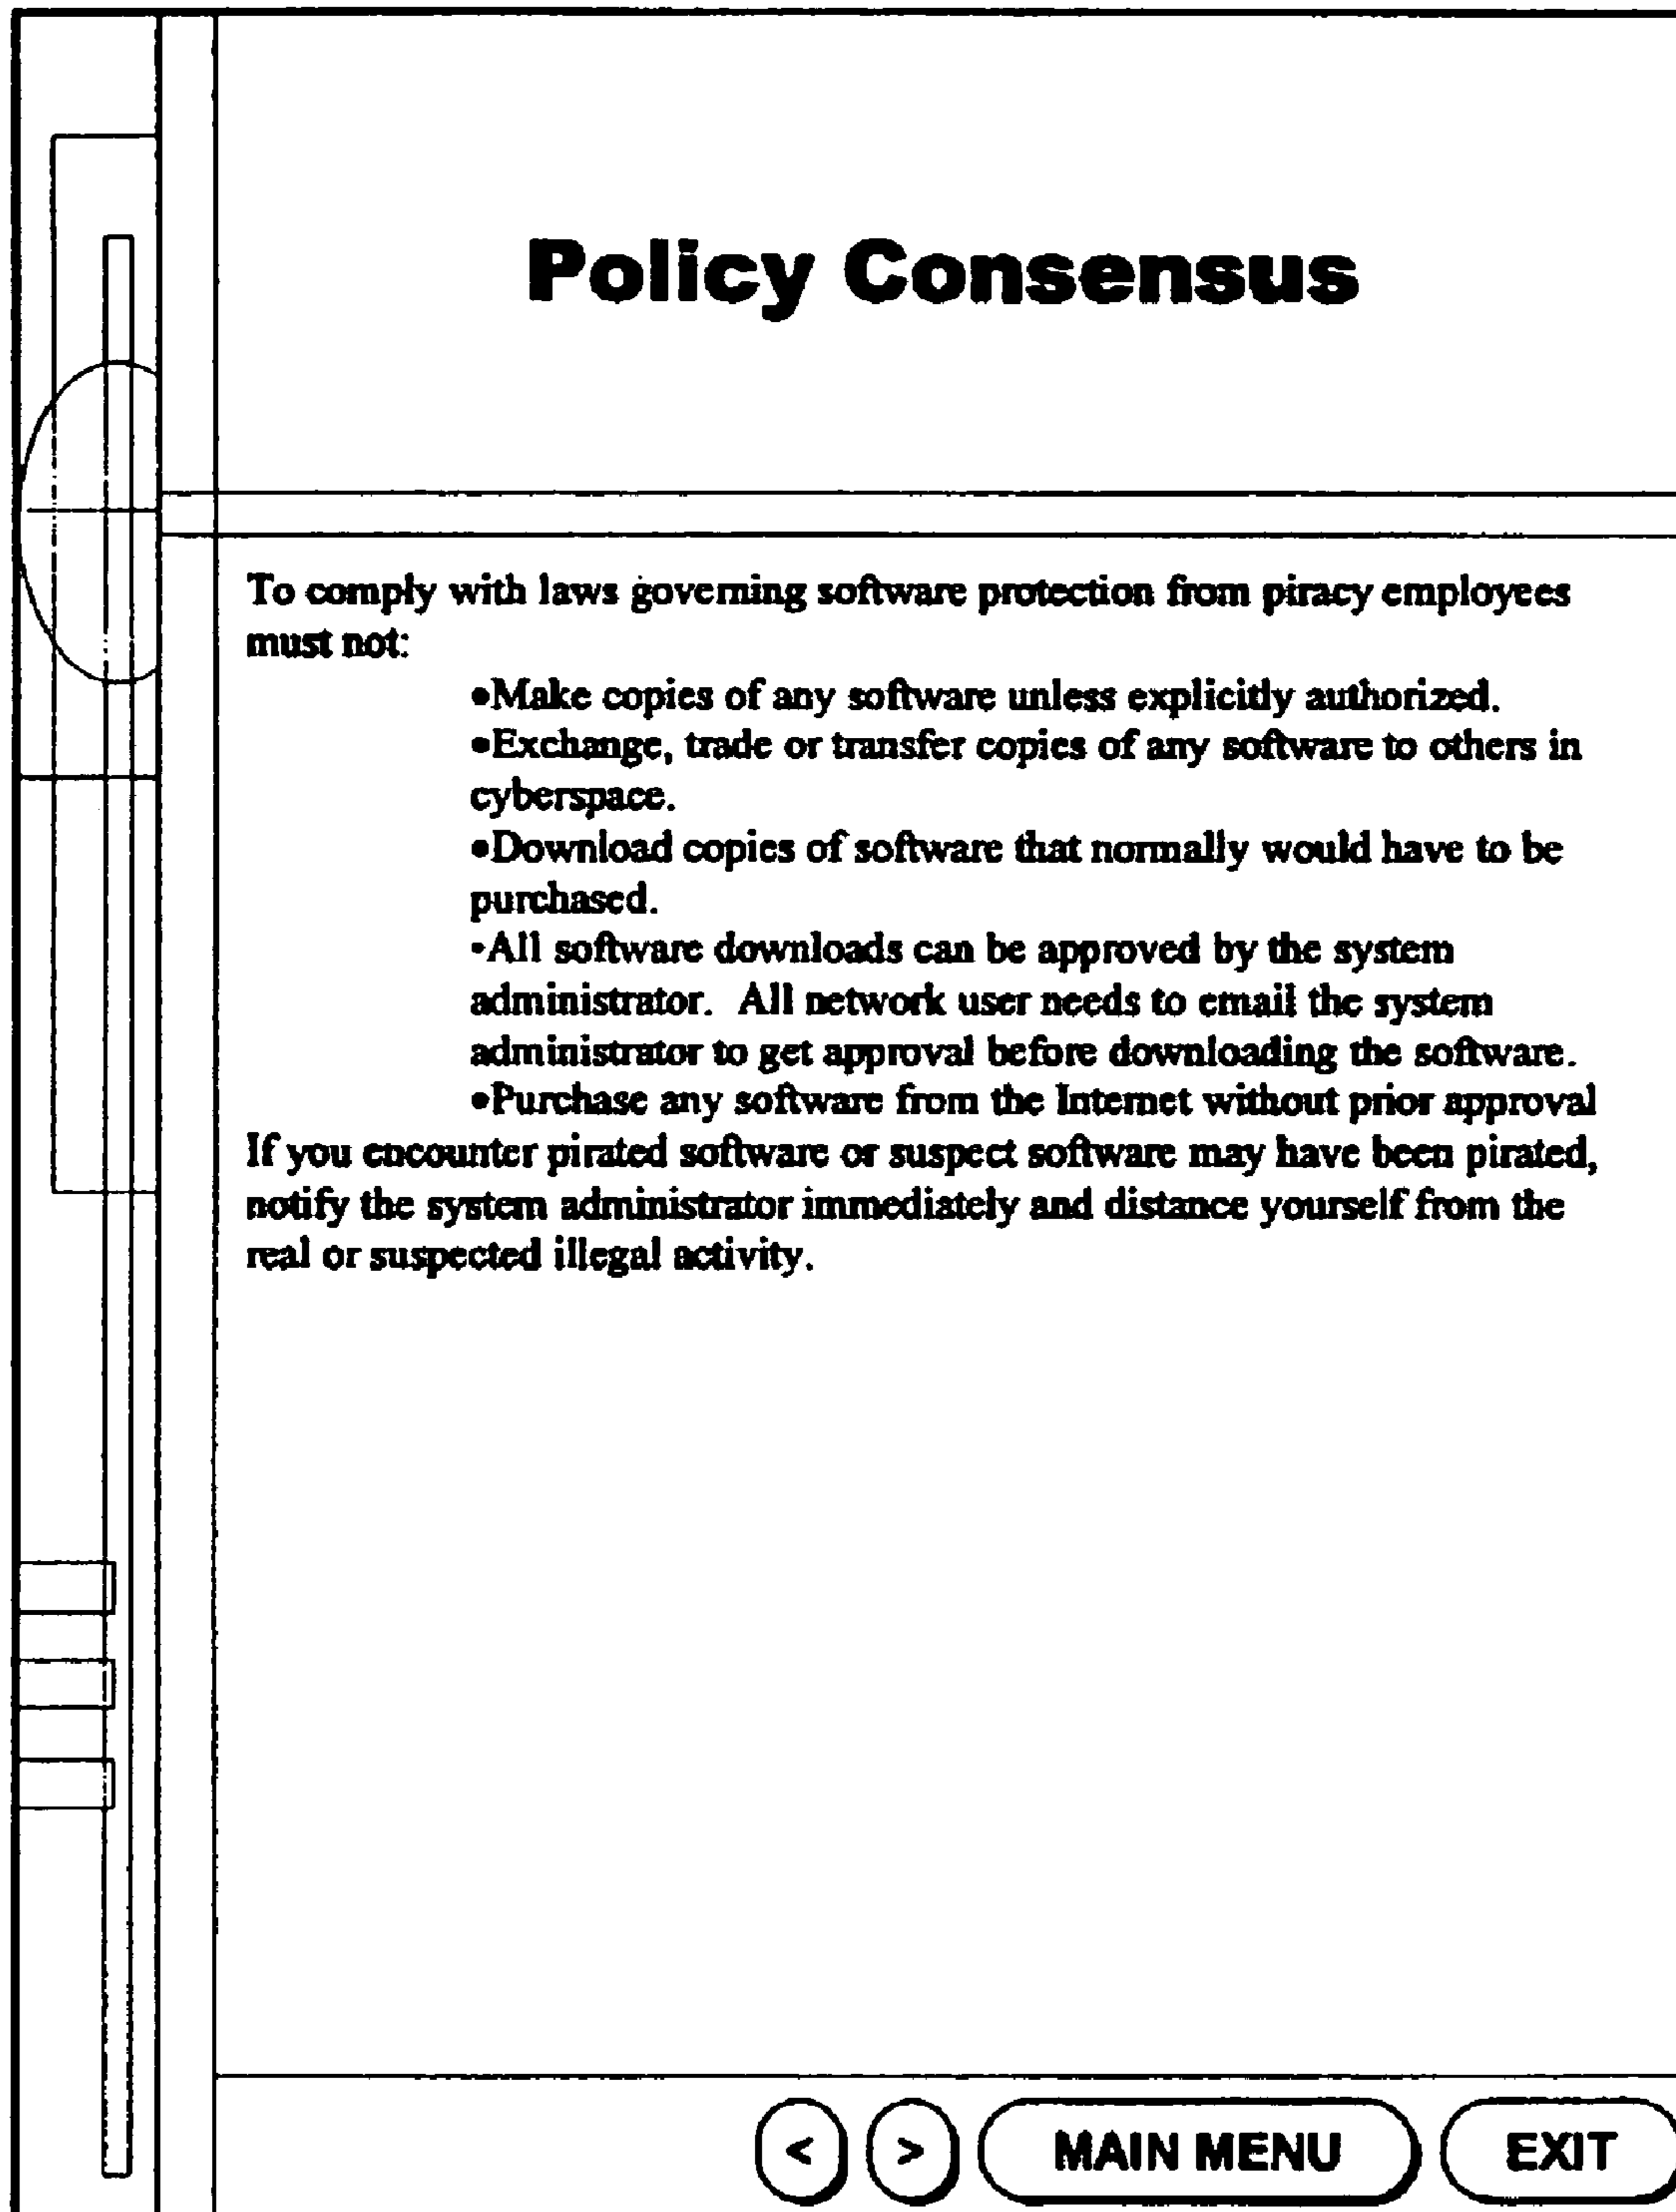 Policy Consensus
To comply with laws governing software protection from piracy employees
must not:
•Make copies of any software unless explicitly authorized.
•Exchange, trade or transfer copies of any software to others in
cyberspace.
•Download copies of software that normally would have to be
purchased.
-All software downloads can be approved by the system
administrator.  All network user needs to email the system
administrator to get approval before downloading the software.
•Purchase any software from the Internet without prior approval
If you encounter pirated software or suspect software may have been pirated,
notify the system administrator immediately and distance yourself from the
real or suspected illegal activity.
< > MAIN MENU EXIT